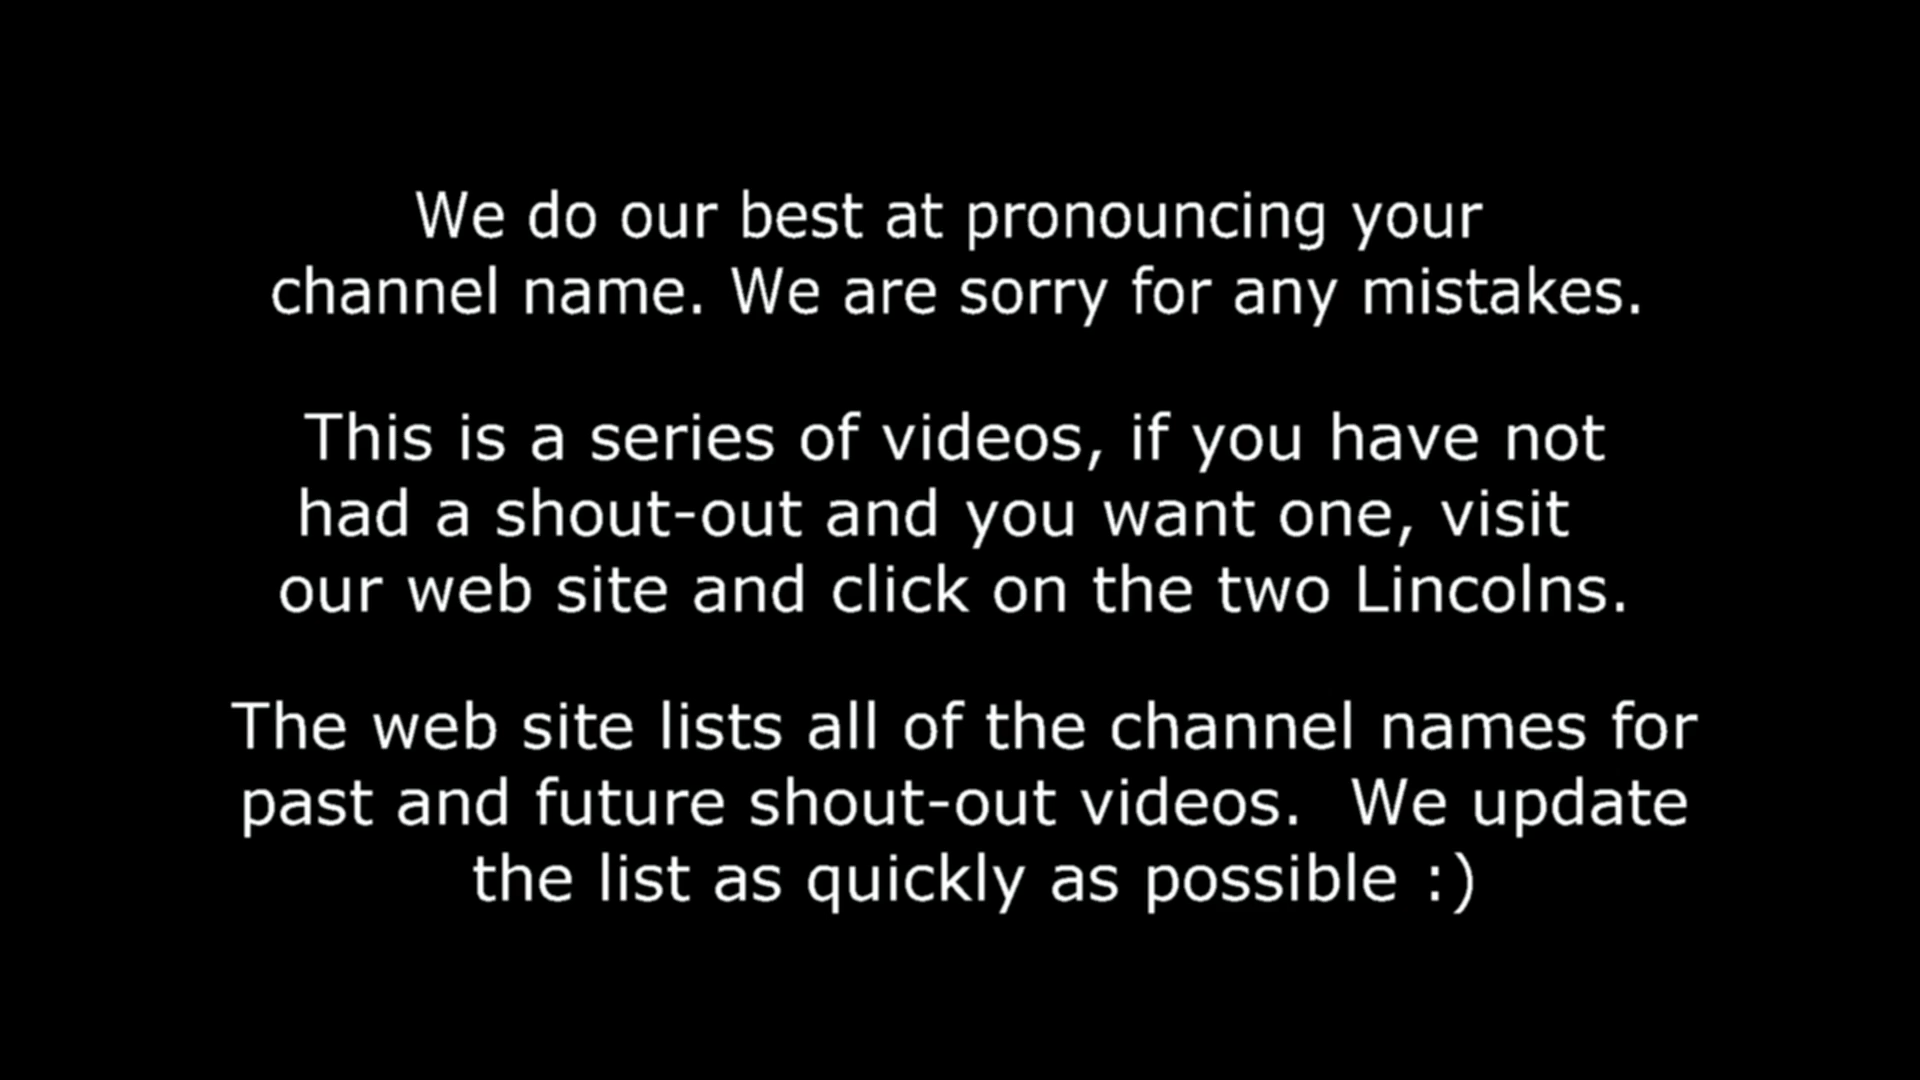 We do our best at pronouncing your
channel name. We are sorry for any mistakes.
This is a series of videos, if you have not
had a shout-out and you want one, visit
our web site and click on the two Lincolns.
The web site lists all of the channel names for
past and future shout-out videos.  We update
the list as quickly as possible :)